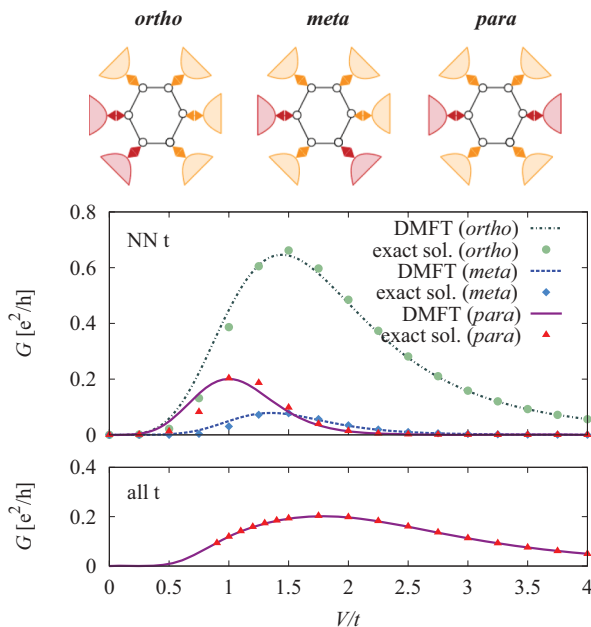 ortho meta para
NN t
DMFT (ortho)
exact sol. (ortho)
DMFT (meta)
exact sol. (meta)
DMFT (para)
exact sol. (para)
G [e²/h]
0.8
0.6
0.4
0.2
0
all t
G [e²/h]
0.4
0.2
0
0 0.5 1 1.5 2 2.5 3 3.5 4
V/t